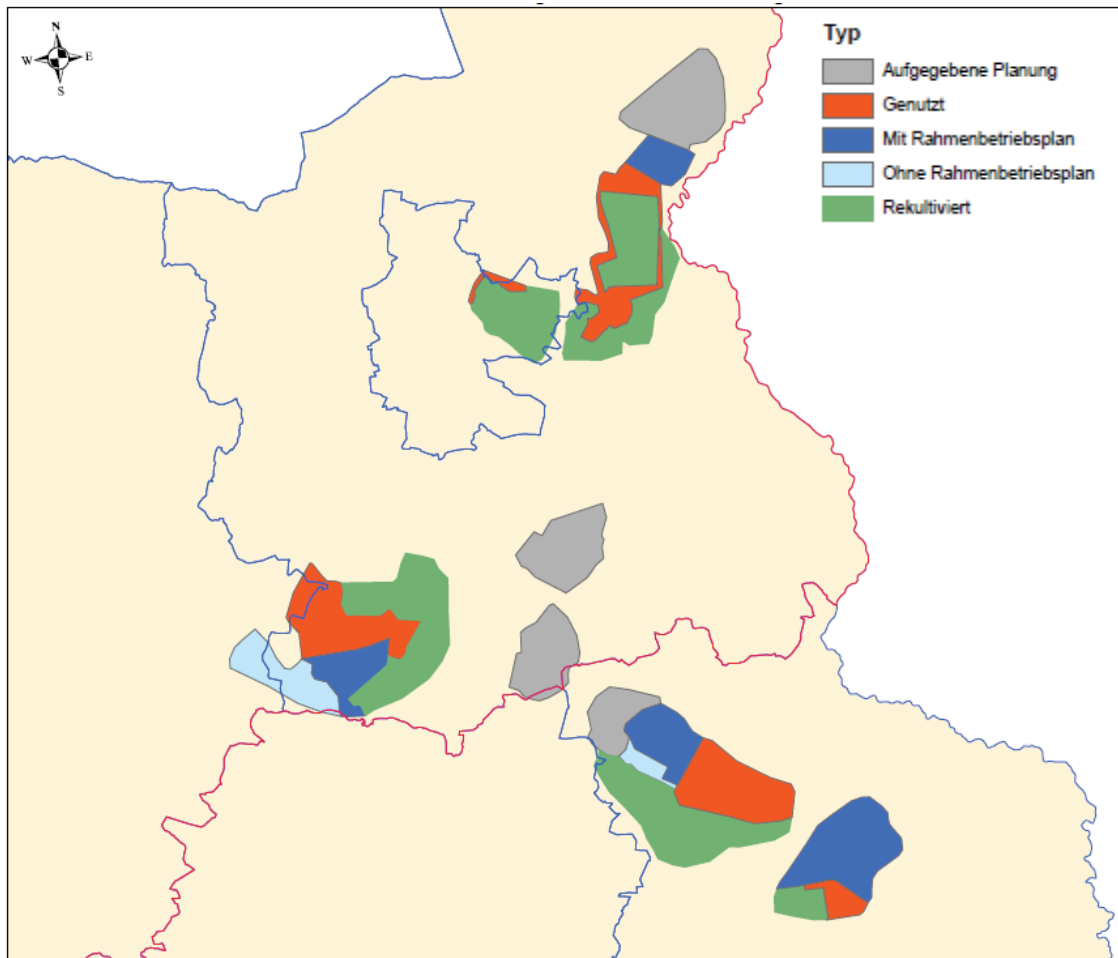 N
W E
S
Typ
Aufgegebene Planung
Genutzt
Mit Rahmenbetriebsplan
Ohne Rahmenbetriebsplan
Rekultiviert